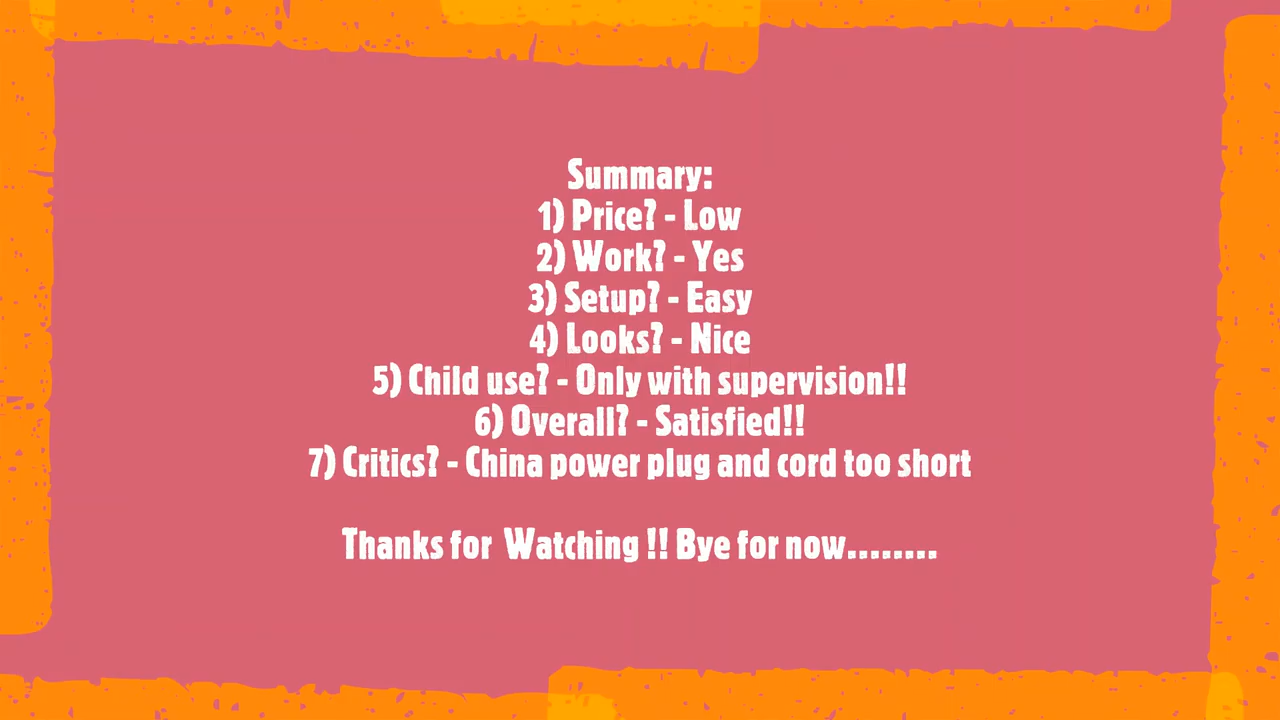 Summary:
1) Price? - Low
2) Work? - Yes
3) Setup? - Easy
4) Looks? - Nice
5) Child use? - Only with supervision!!
6) Overall? - Satisfied!!
7) Critics? - China power plug and cord too short
Thanks for Watching !! Bye for now........